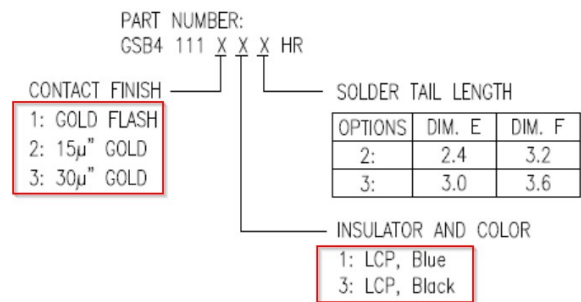 PART NUMBER:
GSB4 111 X X X HR
CONTACT FINISH
1: GOLD FLASH
2: 15µ" GOLD
3: 30µ" GOLD
SOLDER TAIL LENGTH
OPTIONS DIM. E DIM. F
2: 2.4 3.2
3: 3.0 3.6
INSULATOR AND COLOR
1: LCP, Blue
3: LCP, Black